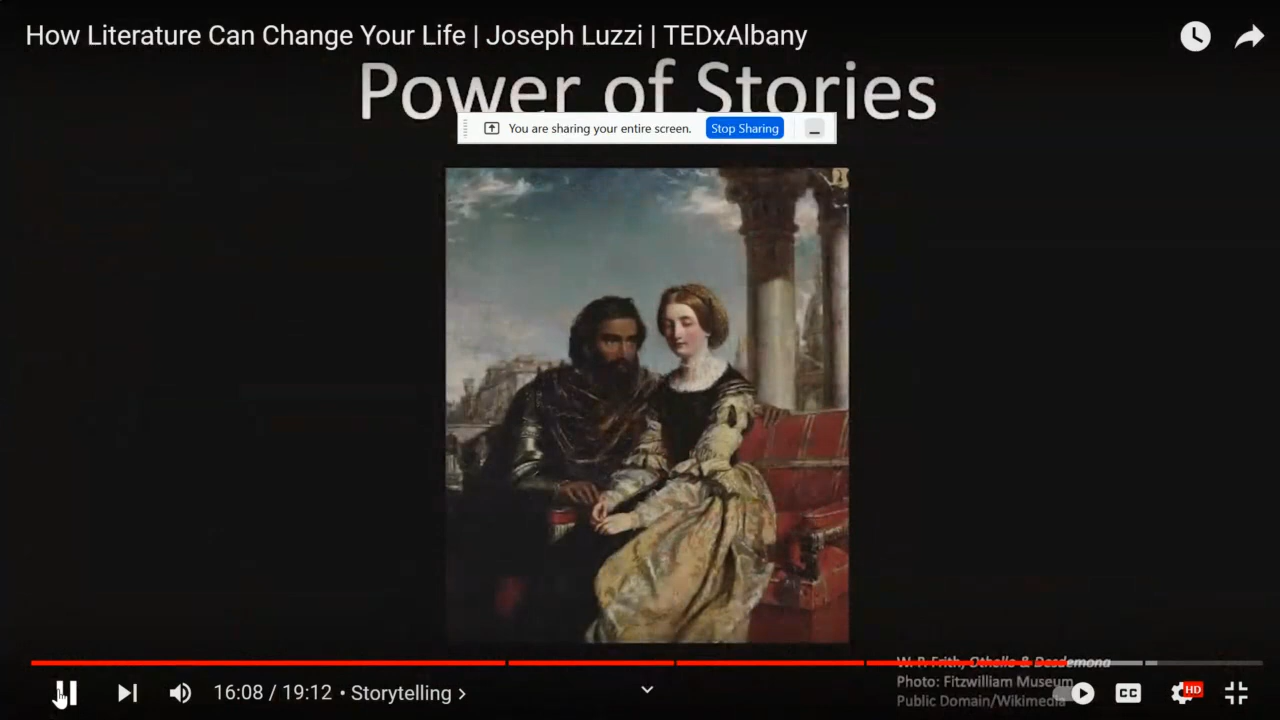 How Literature Can Change Your Life | Joseph Luzzi | TEDxAlbany
Power of Stories
You are sharing your entire screen. Stop Sharing
W. P. Frith, Othello & Desdemona
Photo: Fitzwilliam Museum
Public Domain/Wikimedia
16:08 / 19:12 • Storytelling
CC
HD